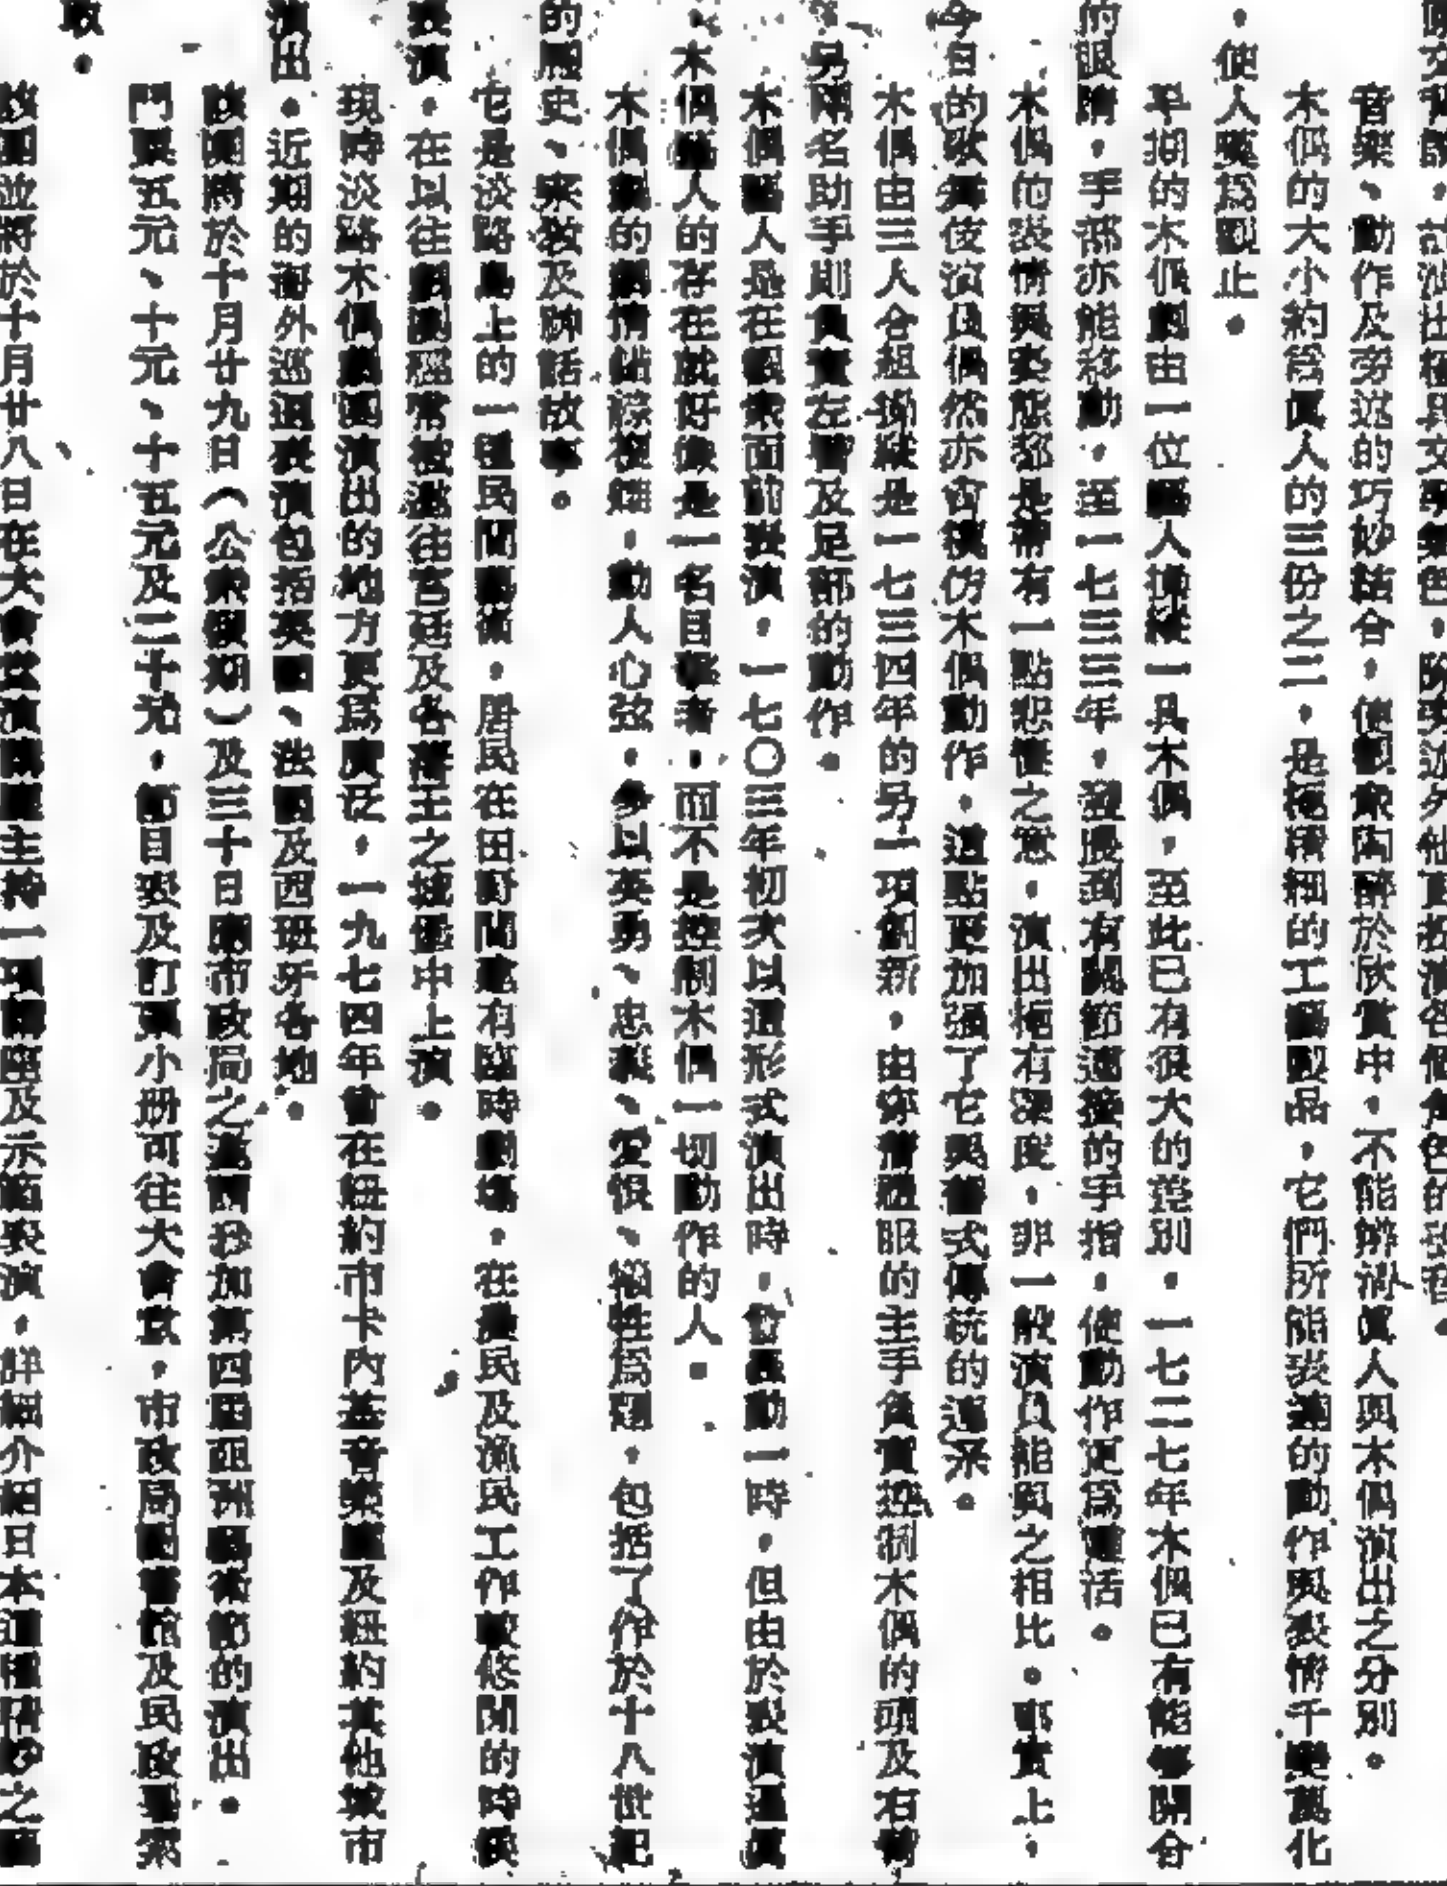 音樂、動作及旁述的巧妙結合，使觀眾陶醉於欣賞中，不能辨淸眞人與木偶演出之分別。
木偶的大小約爲眞人的三份之二，是極精細的工藝製品，它們所能表達的動作與表情千變萬化
，使人嘆爲觀止。
早期的木偶劇由一位藝人操縱一具木偶，至此已有很大的差別。一七二七年木偶已有能够開合
的眼睛，手部亦能移動，至一七三三年，發展到有關節連接的手指，使動作更爲靈活。
木偶的表情與姿態都是帶有一點悲愴之意，演出極有深度，非一般演員能與之相比。事實上，
今日的歌舞伎演員偶然亦會模仿木偶動作。這點更加強了它與舊式傳統的連系。
木偶由三人合組操縱是一七三四年的另一項創新，由穿禮服的主手負責控制木偶的頭及右臂
，另兩名助手則負責左臂及足部的動作。
木偶藝人是在觀衆面前表演，一七〇三年初次以這形式演出時，曾轟動一時，但由於表演逼眞
，木偶藝人的存在就好像是一名目擊者，而不是控制木偶一切動作的人。
木偶劇的劇情錯綜複雜，動人心弦，多以英勇、忠義、愛恨、犧牲爲題，包括了作於十八世紀
的歷史、宗教及神話故事。
它是淡路島上的一種民間藝術，居民在田野間建有臨時劇場，在農民及漁民工作較悠閒的時候
表演。在以往劇團經常被邀往宮廷及各藩主之城堡中上演。
現時淡路木偶劇團演出的地方更爲廣泛，一九七四年曾在紐約市卡內基音樂廳及紐約其他城市
演出。近期的海外巡迴表演包括英國、法國及西班牙各地。
該團將於十月廿九日（公衆假期）及三十日應市政局之邀請參加第四屆亞洲藝術節的演出。
門票五元、十元、十五元及二十元，節目表及訂票小册可往大會堂，市政局圖書館及民政署索
取。
該團並將於十月廿八日在大會堂演 主持一項講座及示範表演，詳細介紹日本這種精妙之